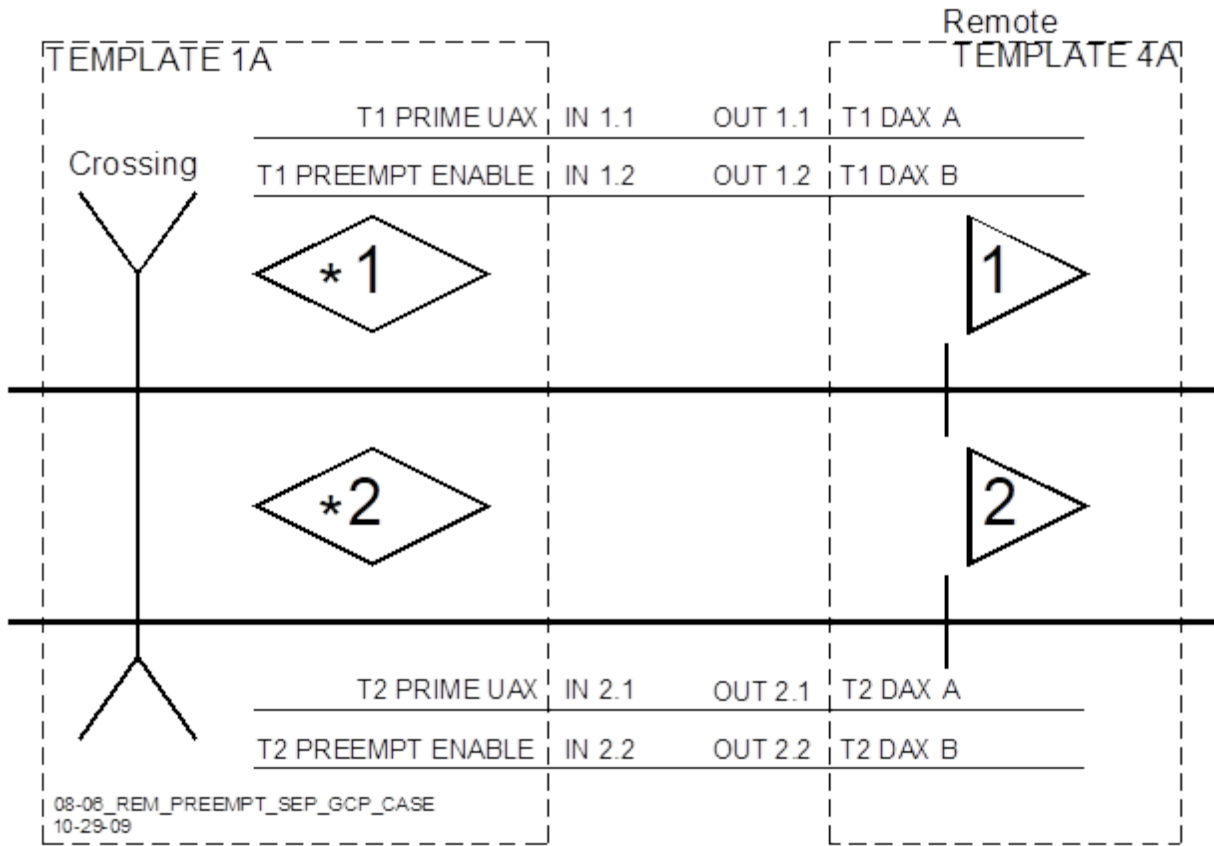 Remote
TEMPLATE 1A
TEMPLATE 4A
T1 PRIME UAX IN 1.1 OUT 1.1 T1 DAX A
Crossing
T1 PREEMPT ENABLE IN 1.2 OUT 1.2 T1 DAX B
*1
1
*2
2
T2 PRIME UAX IN 2.1 OUT 2.1 T2 DAX A
T2 PREEMPT ENABLE IN 2.2 OUT 2.2 T2 DAX B
08-06_REM_PREEMPT_SEP_GCP_CASE
10-29-09